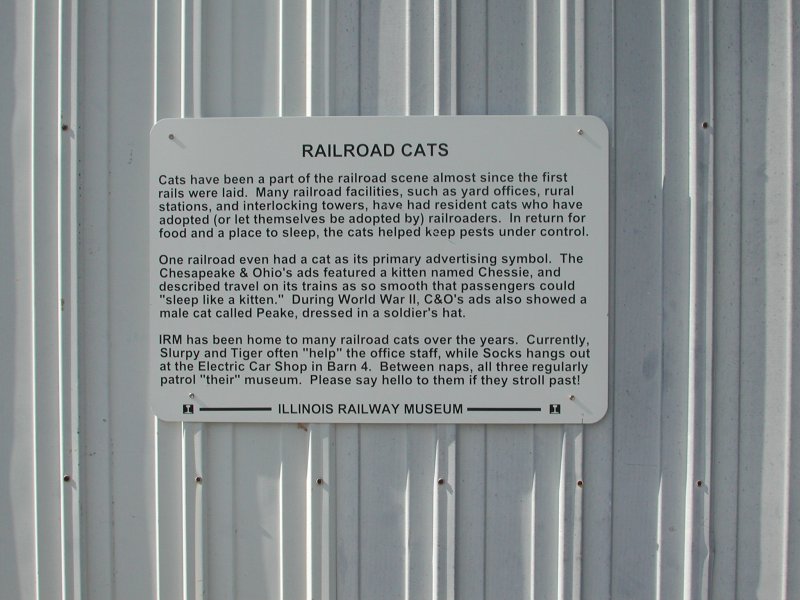 RAILROAD CATS
Cats have been a part of the railroad scene almost since the first
rails were laid. Many railroad facilities, such as yard offices, rural
stations, and interlocking towers, have had resident cats who have
adopted (or let themselves be adopted by) railroaders. In return for
food and a place to sleep, the cats helped keep pests under control.
One railroad even had a cat as its primary advertising symbol. The
Chesapeake & Ohio's ads featured a kitten named Chessie, and
described travel on its trains as so smooth that passengers could
"sleep like a kitten." During World War II, C&O's ads also showed a
male cat called Peake, dressed in a soldier's hat.
IRM has been home to many railroad cats over the years. Currently,
Slurpy and Tiger often "help" the office staff, while Socks hangs out
at the Electric Car Shop in Barn 4. Between naps, all three regularly
patrol "their" museum. Please say hello to them if they stroll past!
ILLINOIS RAILWAY MUSEUM